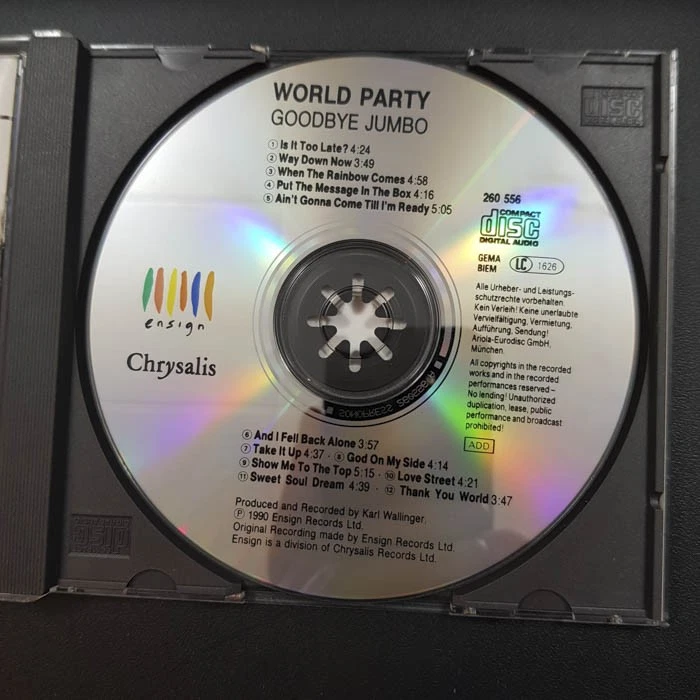 WORLD PARTY
GOODBYE JUMBO
① Is It Too Late? 4:24
② Way Down Now 3:49
③ When The Rainbow Comes 4:58
④ Put The Message In The Box 4:16
⑤ Ain't Gonna Come Till I'm Ready 5:05
260 556
COMPACT
disc
DIGITAL AUDIO
GEMA
BIEM
LC 1626
Alle Urheber- und Leistungs-
schutzrechte vorbehalten.
Kein Verleih! Keine unerlaubte
Vervielfältigung, Vermietung,
Aufführung, Sendung!
Ariola-Eurodisc GmbH,
München.
All copyrights in the recorded
works and in the recorded
performances reserved –
No lending! Unauthorized
duplication, lease, public
performance and broadcast
prohibited!
ADD
ensign
Chrysalis
⑥ And I Fell Back Alone 3:57
⑦ Take It Up 4:37 · ⑧ God On My Side 4:14
⑨ Show Me To The Top 5:15 · ⑩ Love Street 4:21
⑪ Sweet Soul Dream 4:39 · ⑫ Thank You World 3:47
Produced and Recorded by Karl Wallinger.
Ⓟ 1990 Ensign Records Ltd.
Original Recording made by Ensign Records Ltd.
Ensign is a division of Chrysalis Records Ltd.
disc